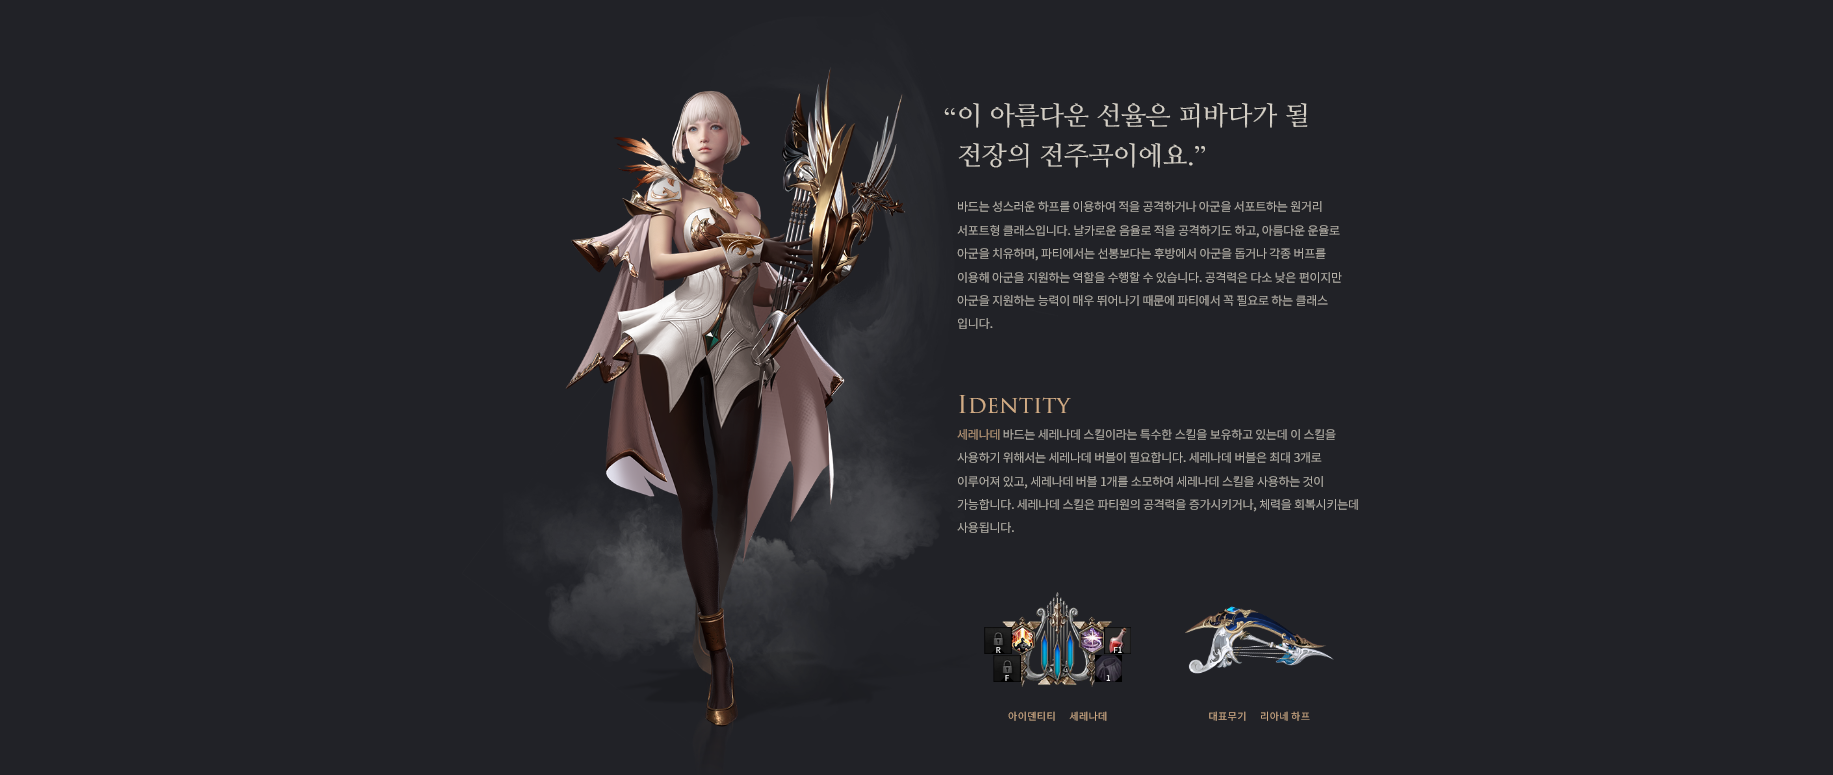 “이 아름다운 선율은 피바다가 될
전장의 전주곡이에요.”
바드는 성스러운 하프를 이용하여 적을 공격하거나 아군을 서포트하는 원거리
서포트형 클래스입니다. 날카로운 음율로 적을 공격하기도 하고, 아름다운 운율로
아군을 치유하며, 파티에서는 선봉보다는 후방에서 아군을 돕거나 각종 버프를
이용해 아군을 지원하는 역할을 수행할 수 있습니다. 공격력은 다소 낮은 편이지만
아군을 지원하는 능력이 매우 뛰어나기 때문에 파티에서 꼭 필요로 하는 클래스
입니다.
IDENTITY
세레나데 바드는 세레나데 스킬이라는 특수한 스킬을 보유하고 있는데 이 스킬을
사용하기 위해서는 세레나데 버블이 필요합니다. 세레나데 버블은 최대 3개로
이루어져 있고, 세레나데 버블 1개를 소모하여 세레나데 스킬을 사용하는 것이
가능합니다. 세레나데 스킬은 파티원의 공격력을 증가시키거나, 체력을 회복시키는데
사용됩니다.
R F1
F 1
아이덴티티 세레나데
대표무기 리아네 하프